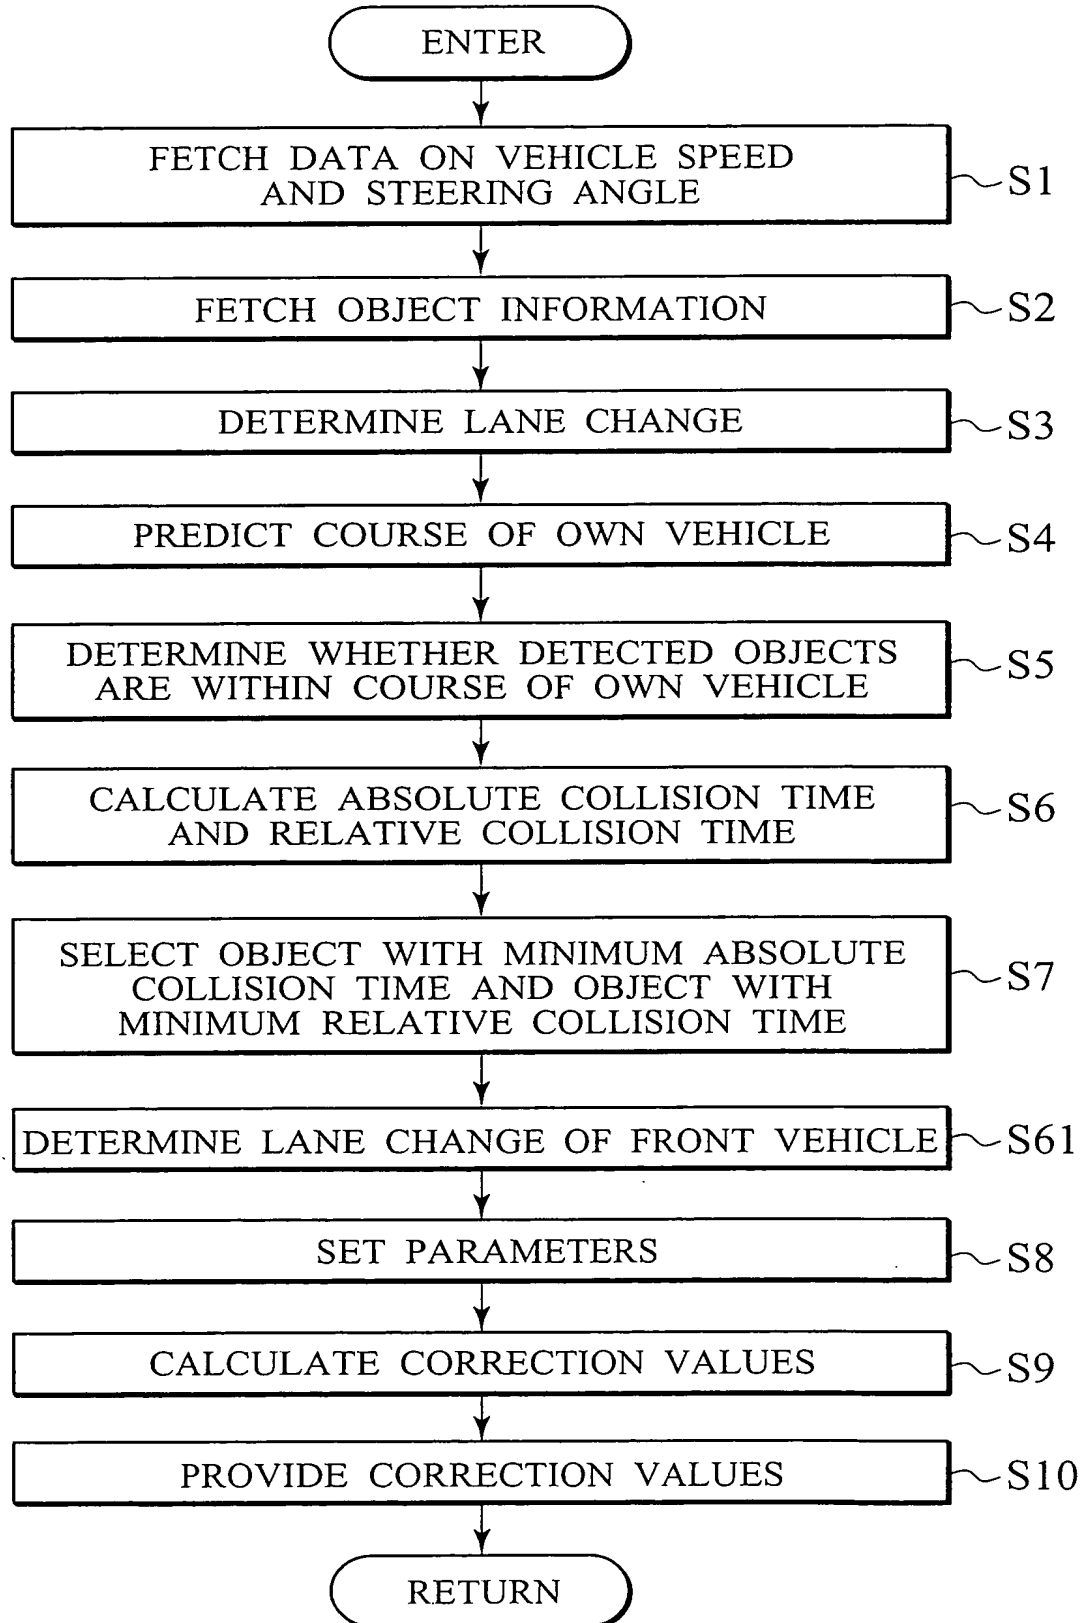 ENTER
FETCH DATA ON VEHICLE SPEED
AND STEERING ANGLE
S1
FETCH OBJECT INFORMATION
S2
DETERMINE LANE CHANGE
S3
PREDICT COURSE OF OWN VEHICLE
S4
DETERMINE WHETHER DETECTED OBJECTS
ARE WITHIN COURSE OF OWN VEHICLE
S5
CALCULATE ABSOLUTE COLLISION TIME
AND RELATIVE COLLISION TIME
S6
SELECT OBJECT WITH MINIMUM ABSOLUTE
COLLISION TIME AND OBJECT WITH
MINIMUM RELATIVE COLLISION TIME
S7
DETERMINE LANE CHANGE OF FRONT VEHICLE
S61
SET PARAMETERS
S8
CALCULATE CORRECTION VALUES
S9
PROVIDE CORRECTION VALUES
S10
RETURN